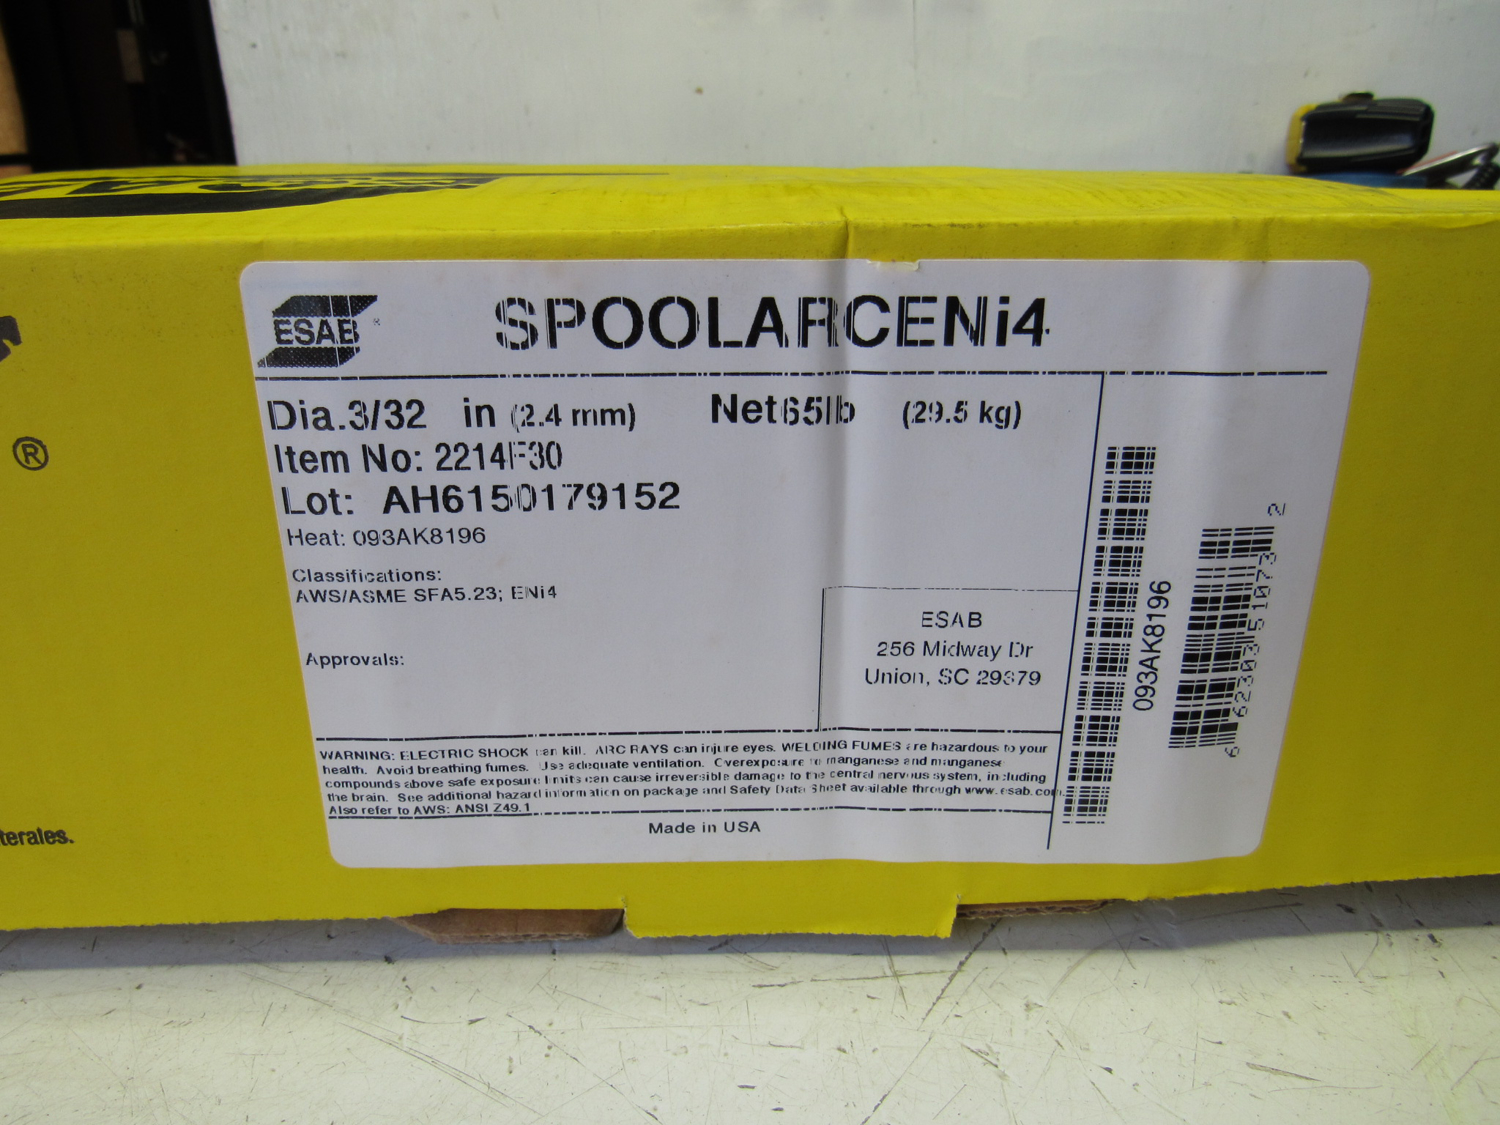 ESAB
SPOOLARCENi4
Dia.3/32 in (2.4 mm) Net65lb (29.5 kg)
Item No: 2214F30
Lot: AH6150179152
Heat: 093AK8196
Classifications:
AWS/ASME SFA5.23; ENi4
Approvals:
ESAB
256 Midway Dr
Union, SC 29379
WARNING: ELECTRIC SHOCK can kill. ARC RAYS can injure eyes. WELDING FUMES are hazardous to your
health. Avoid breathing fumes. Use adequate ventilation. Overexposure to manganese and manganese
compounds above safe exposure limits can cause irreversible damage to the central nervous system, including
the brain. See additional hazard information on package and Safety Data Sheet available through www.esab.com.
Also refer to AWS: ANSI Z49.1
Made in USA
093AK8196
6 62303 51073 2
®
terales.